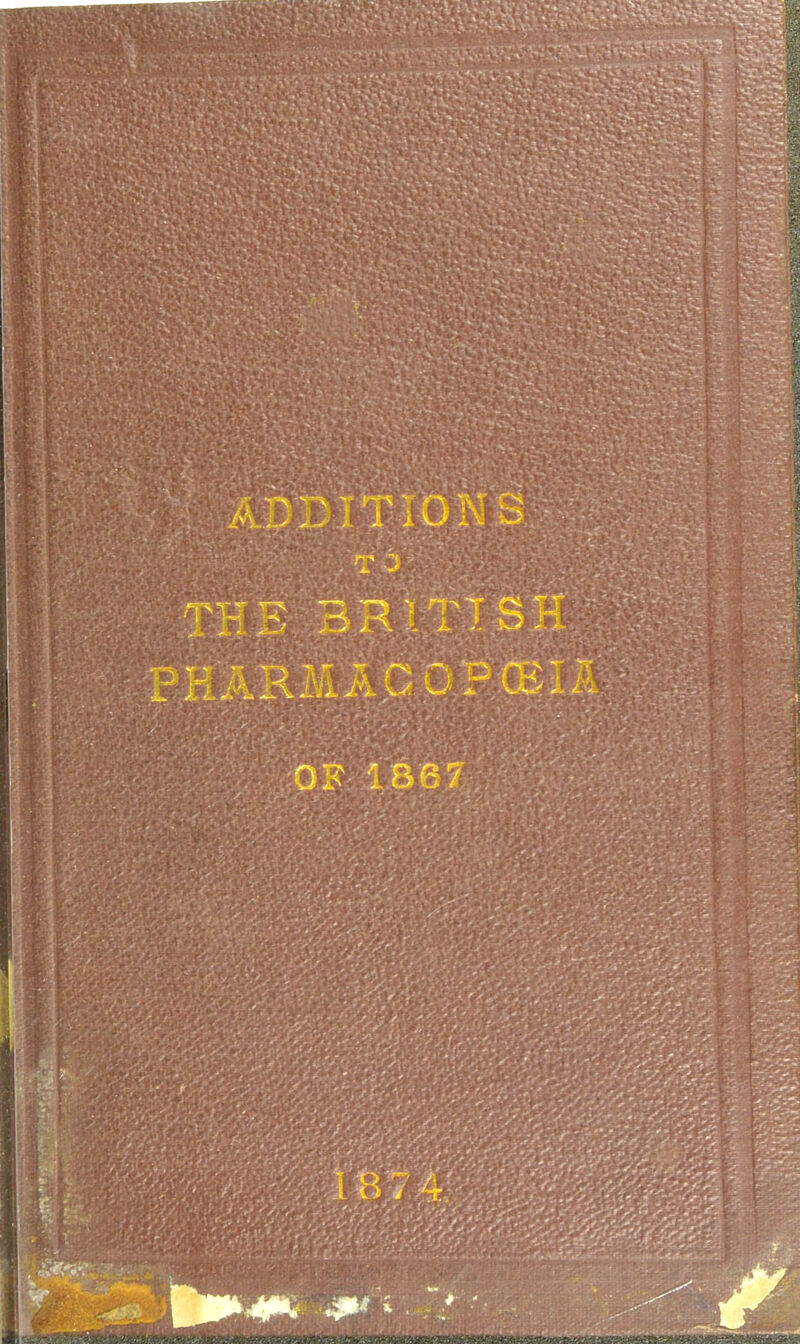 ADDITIONS
TO
THE BRITISH
PHARMACOPŒIA
OF 1867
1874.